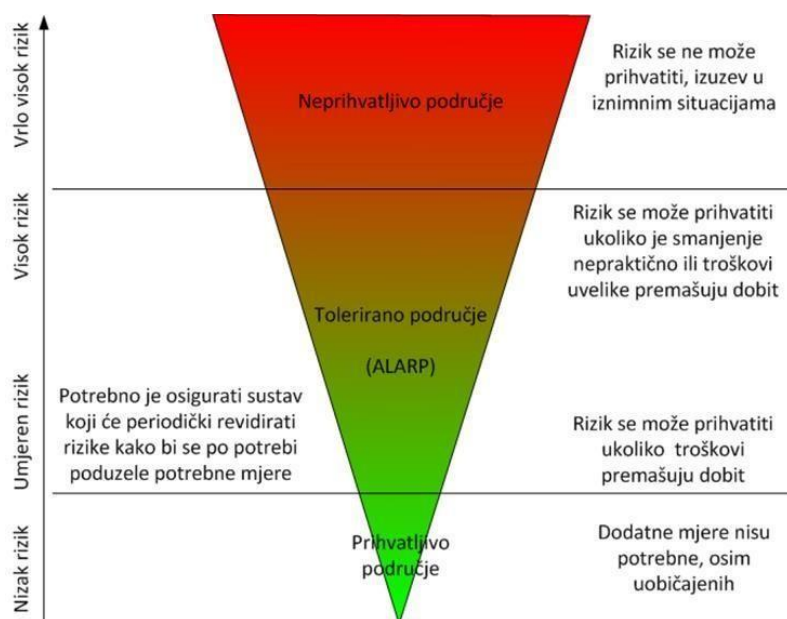 Vrlo visok rizik
Neprihvatljivo područje
Rizik se ne može
prihvatiti, izuzev u
iznimnim situacijama
Visok rizik
Rizik se može prihvatiti
ukoliko je smanjenje
nepraktično ili troškovi
uvelike premašuju dobit
Tolerirano područje
(ALARP)
Umjeren rizik
Potrebno je osigurati sustav
koji će periodički revidirati
rizike kako bi se po potrebi
poduzele potrebne mjere
Rizik se može prihvatiti
ukoliko troškovi
premašuju dobit
Nizak rizik
Prihvatljivo
područje
Dodatne mjere nisu
potrebne, osim
uobičajenih